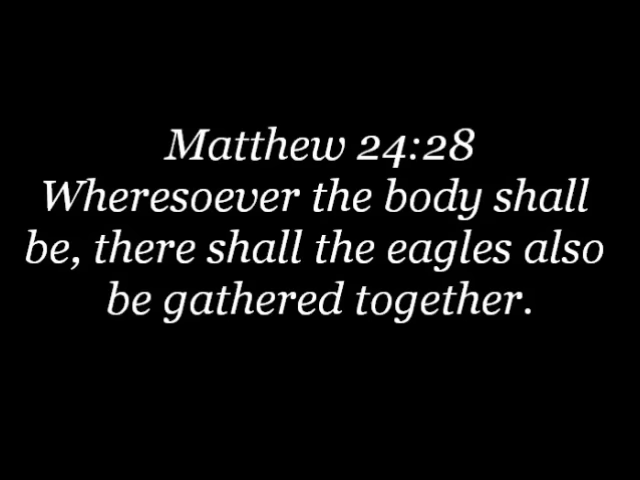 Matthew 24:28
Wheresoever the body shall
be, there shall the eagles also
be gathered together.